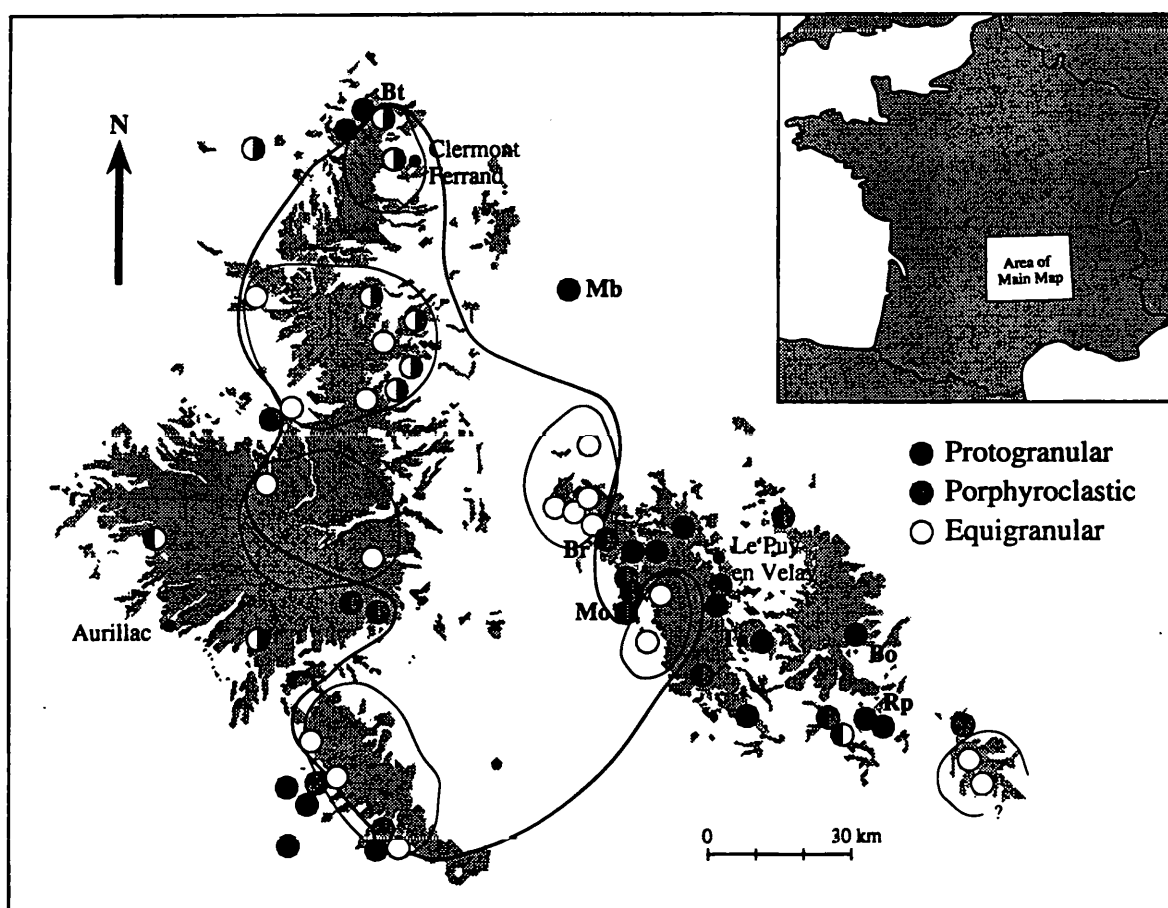 N
Bt
Clermont
Ferrand
Mb
Area of
Main Map
Protogranular
Porphyroclastic
Equigranular
Br
Le Puy
en Velay
Mo
Bo
Aurillac
Rp
?
0 30 km